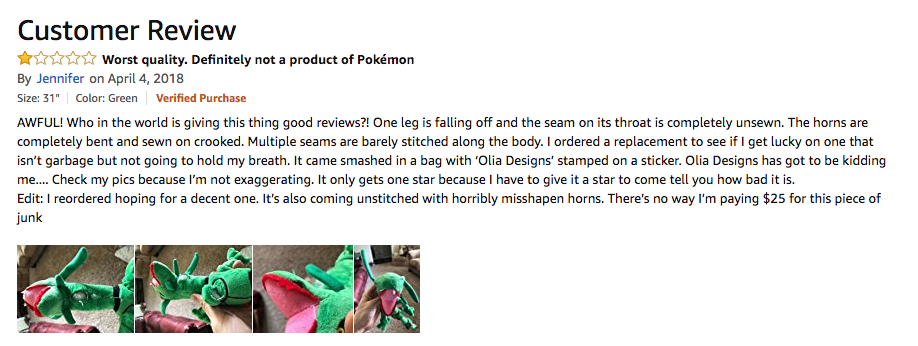 Customer Review
Worst quality. Definitely not a product of Pokémon
By Jennifer on April 4, 2018
Size: 31" Color: Green Verified Purchase
AWFUL! Who in the world is giving this thing good reviews?! One leg is falling off and the seam on its throat is completely unsewn. The horns are
completely bent and sewn on crooked. Multiple seams are barely stitched along the body. I ordered a replacement to see if I get lucky on one that
isn't garbage but not going to hold my breath. It came smashed in a bag with 'Olia Designs' stamped on a sticker. Olia Designs has got to be kidding
me.... Check my pics because I'm not exaggerating. It only gets one star because I have to give it a star to come tell you how bad it is.
Edit: I reordered hoping for a decent one. It's also coming unstitched with horribly misshapen horns. There's no way I'm paying $25 for this piece of
junk